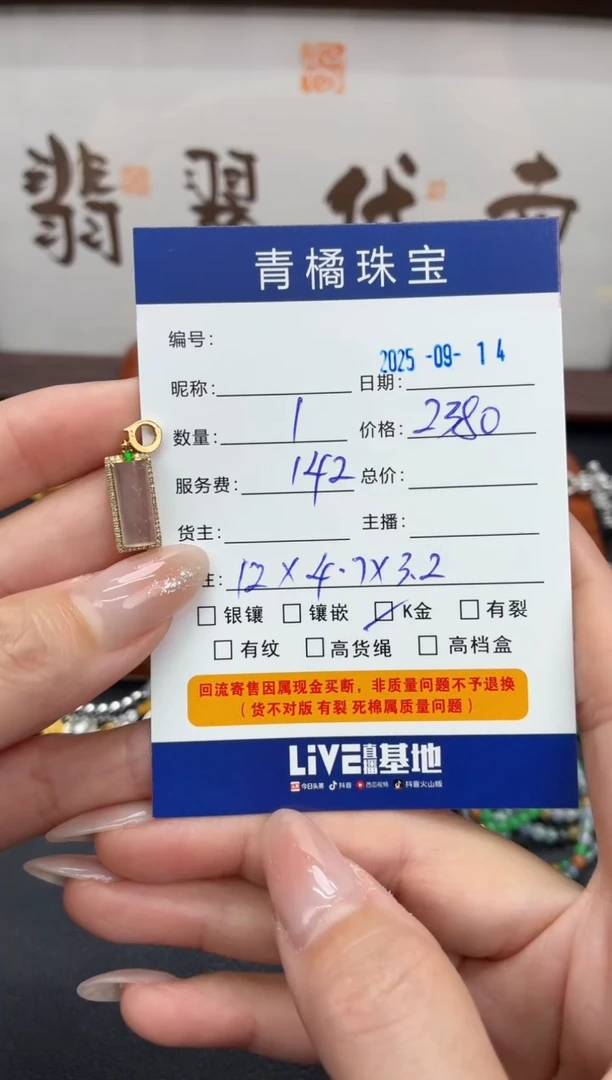 翡翠优南
青橘珠宝
编号：
2025 -09- 14
昵称： 日期：
数量： 1 价格： 2380
服务费： 142 总价：
货主： 主播：
注： 12 × 4.7 × 3.2
银镶 镶嵌 K金 有裂
有纹 高货绳 高档盒
回流寄售因属现金买断，非质量问题不予退换
（货不对版 有裂 死棉属质量问题）
LiVE直播基地
今日头条 抖音 西瓜视频 抖音火山版